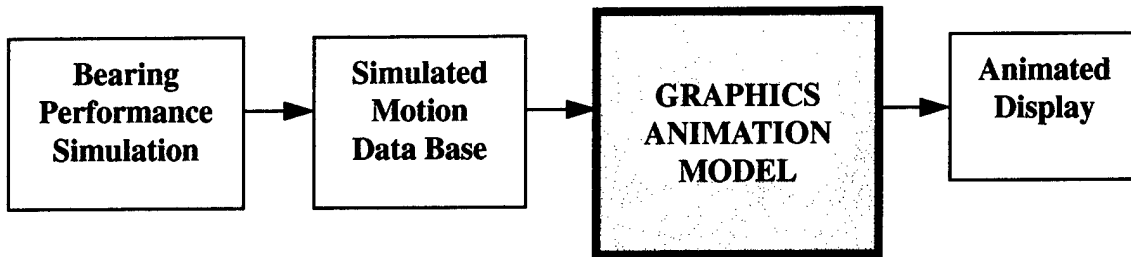 Bearing
Performance
Simulation
Simulated
Motion
Data Base
GRAPHICS
ANIMATION
MODEL
Animated
Display